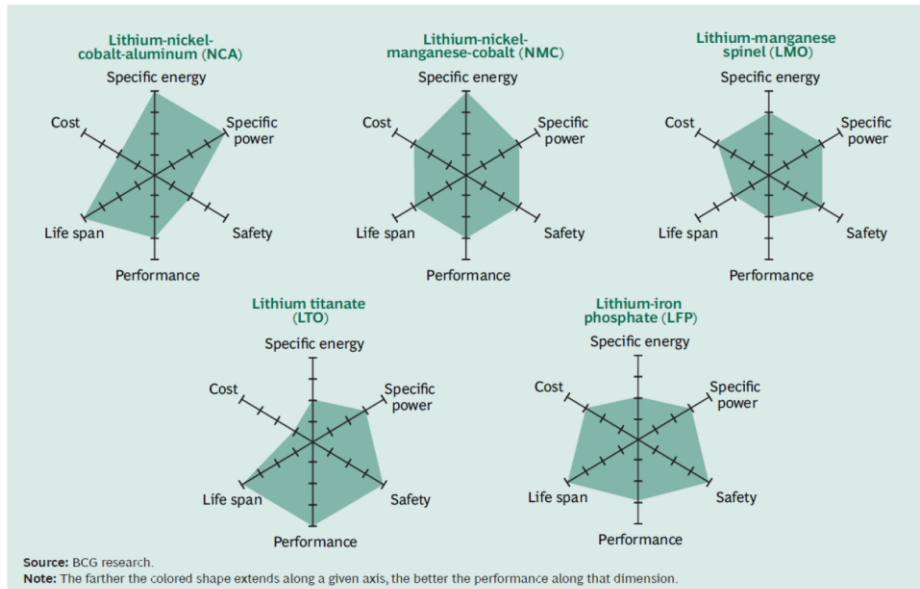 Lithium-nickel-
cobalt-aluminum (NCA)
Specific energy
Cost
Specific
power
Life span
Safety
Performance
Lithium-nickel-
manganese-cobalt (NMC)
Specific energy
Cost
Specific
power
Life span
Safety
Performance
Lithium-manganese
spinel (LMO)
Specific energy
Cost
Specific
power
Life span
Safety
Performance
Lithium titanate
(LTO)
Specific energy
Cost
Specific
power
Life span
Safety
Performance
Lithium-iron
phosphate (LFP)
Specific energy
Cost
Specific
power
Life span
Safety
Performance
Source: BCG research.
Note: The farther the colored shape extends along a given axis, the better the performance along that dimension.